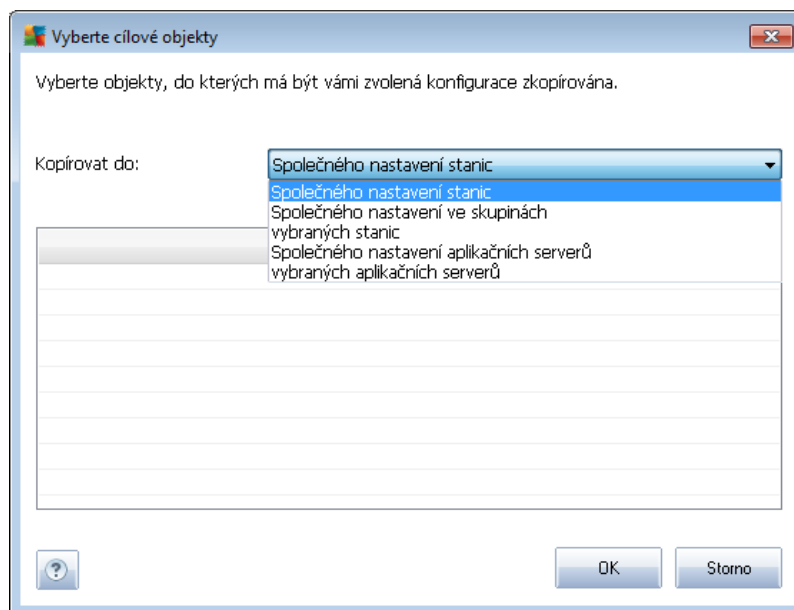 Vyberte cílové objekty
Vyberte objekty, do kterých má být vámi zvolená konfigurace zkopírována.
Kopírovat do:
Společného nastavení stanic
Společného nastavení stanic
Společného nastavení ve skupinách
vybraných stanic
Společného nastavení aplikačních serverů
vybraných aplikačních serverů
?
OK
Storno